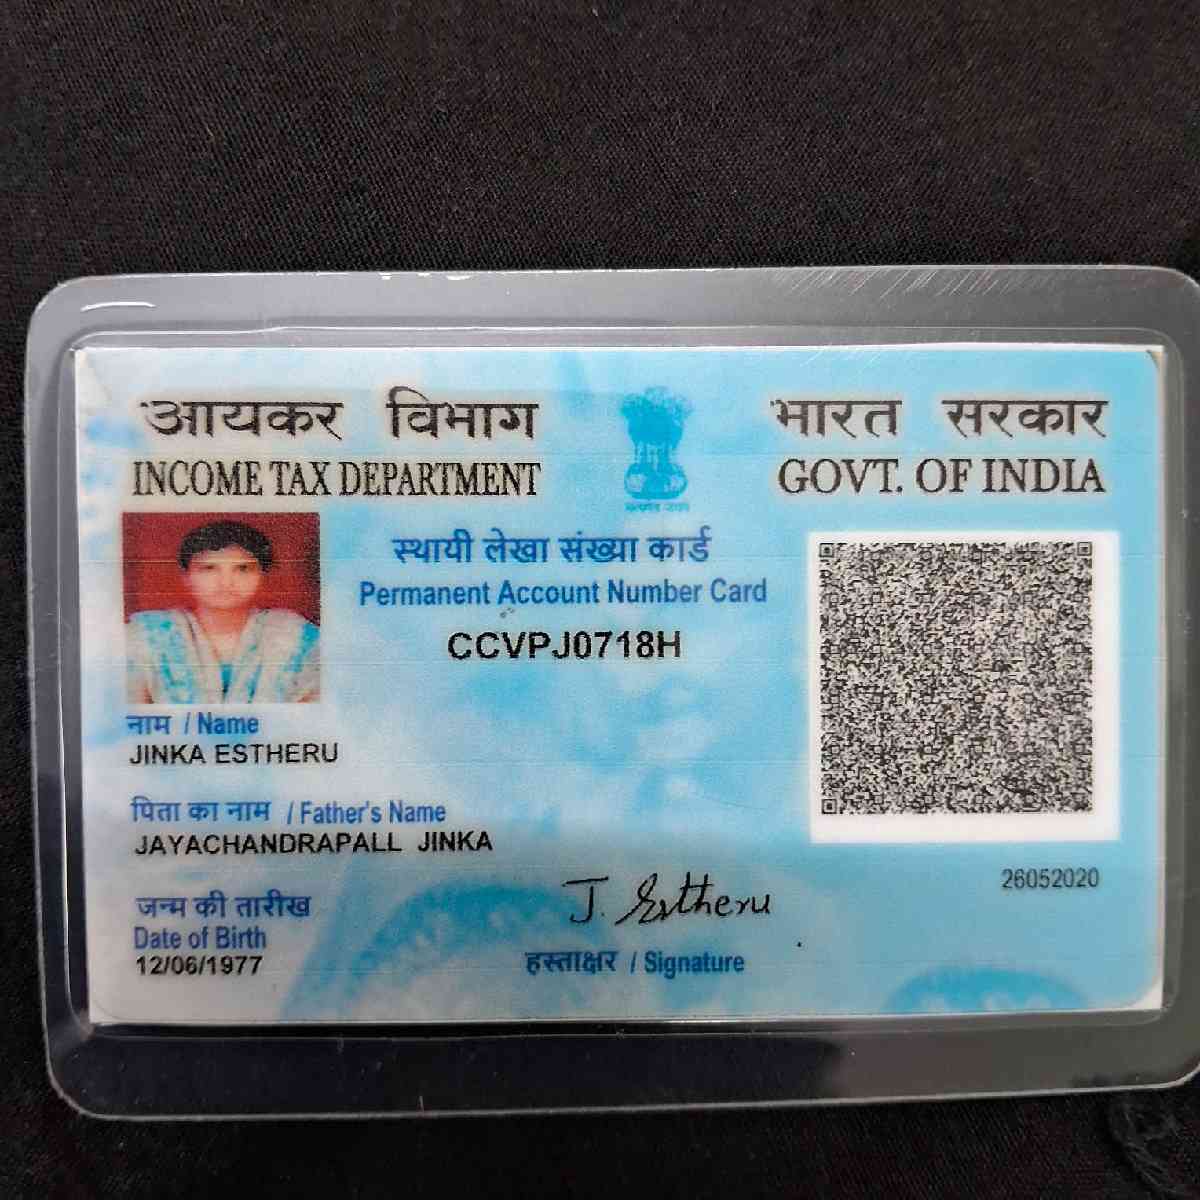 आयकर विभाग
INCOME TAX DEPARTMENT
भारत सरकार
GOVT. OF INDIA
स्थायी लेखा संख्या कार्ड
Permanent Account Number Card
CCVPJ0718H
नाम / Name
JINKA ESTHERU
पिता का नाम / Father's Name
JAYACHANDRAPALL JINKA
जन्म की तारीख
Date of Birth
12/06/1977
J. Estheru
हस्ताक्षर / Signature
26052020